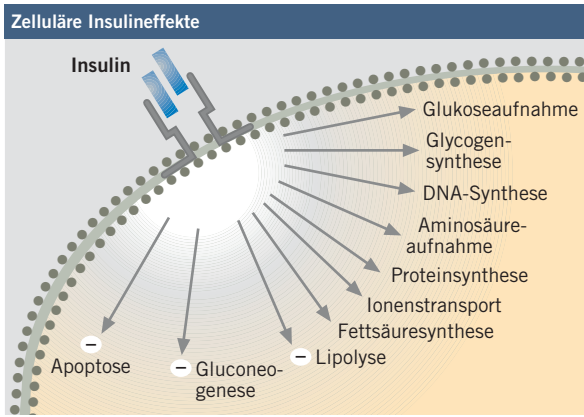 Zelluläre Insulineffekte
Insulin
Glukoseaufnahme
Glycogen-
synthese
DNA-Synthese
Aminosäure-
aufnahme
Proteinsynthese
Ionenstransport
Fettsäuresynthese
− Lipolyse
− Gluconeo-
genese
−
Apoptose